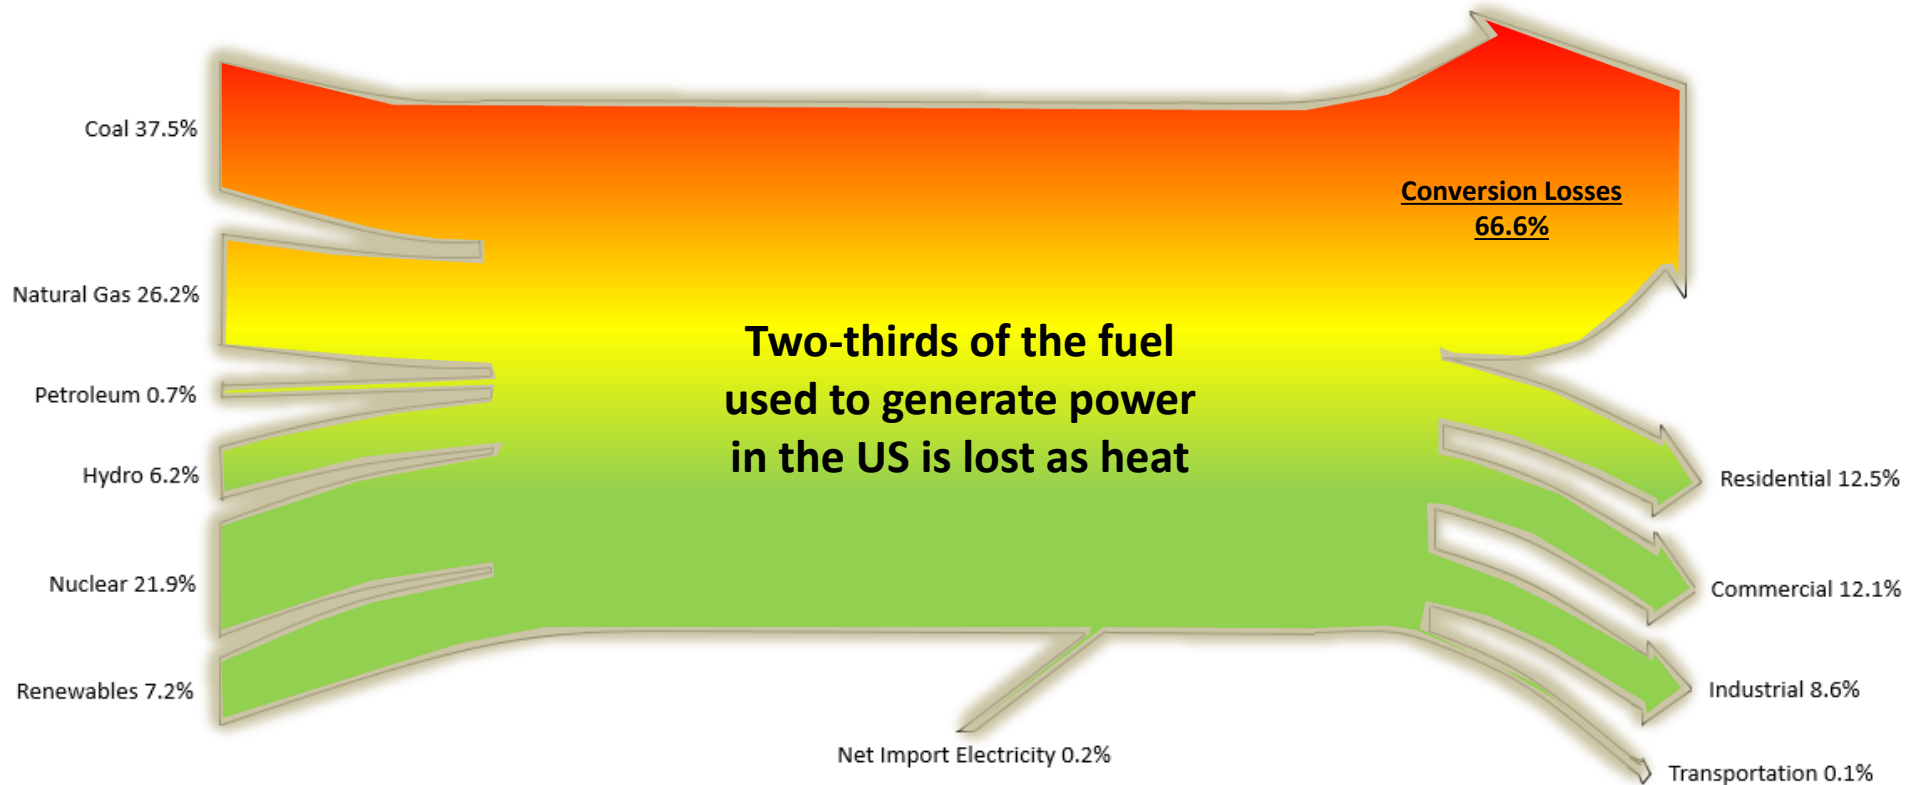 Coal 37.5%
Natural Gas 26.2%
Petroleum 0.7%
Hydro 6.2%
Nuclear 21.9%
Renewables 7.2%
Two-thirds of the fuel
used to generate power
in the US is lost as heat
Net Import Electricity 0.2%
Conversion Losses
66.6%
Residential 12.5%
Commercial 12.1%
Industrial 8.6%
Transportation 0.1%